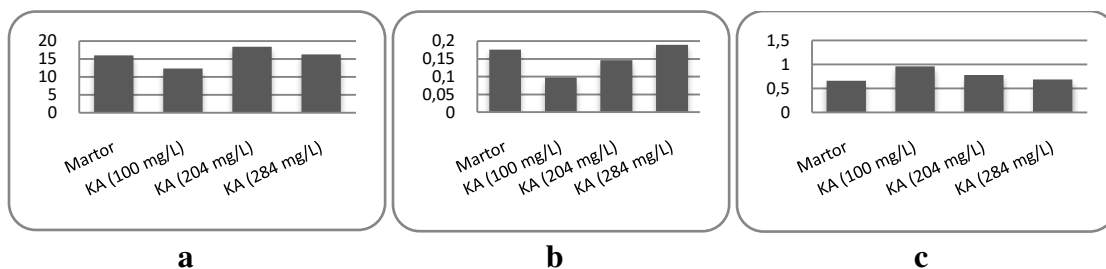 20
15
10
5
0
Martor
KA (100 mg/L)
KA (204 mg/L)
KA (284 mg/L)
a
0,2
0,15
0,1
0,05
0
Martor
KA (100 mg/L)
KA (204 mg/L)
KA (284 mg/L)
b
1,5
1
0,5
0
Martor
KA (100 mg/L)
KA (204 mg/L)
KA (284 mg/L)
c